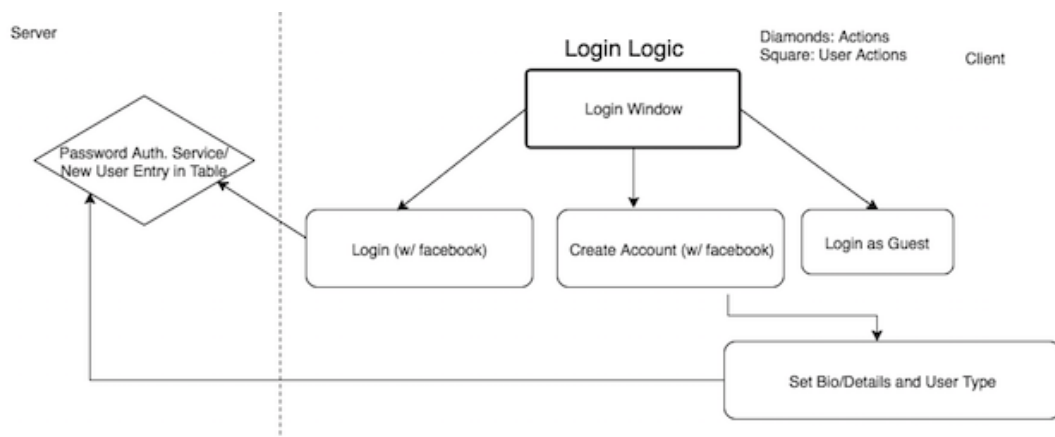 Server
Login Logic
Diamonds: Actions
Square: User Actions
Client
Login Window
Password Auth. Service/
New User Entry in Table
Login (w/ facebook)
Create Account (w/ facebook)
Login as Guest
Set Bio/Details and User Type